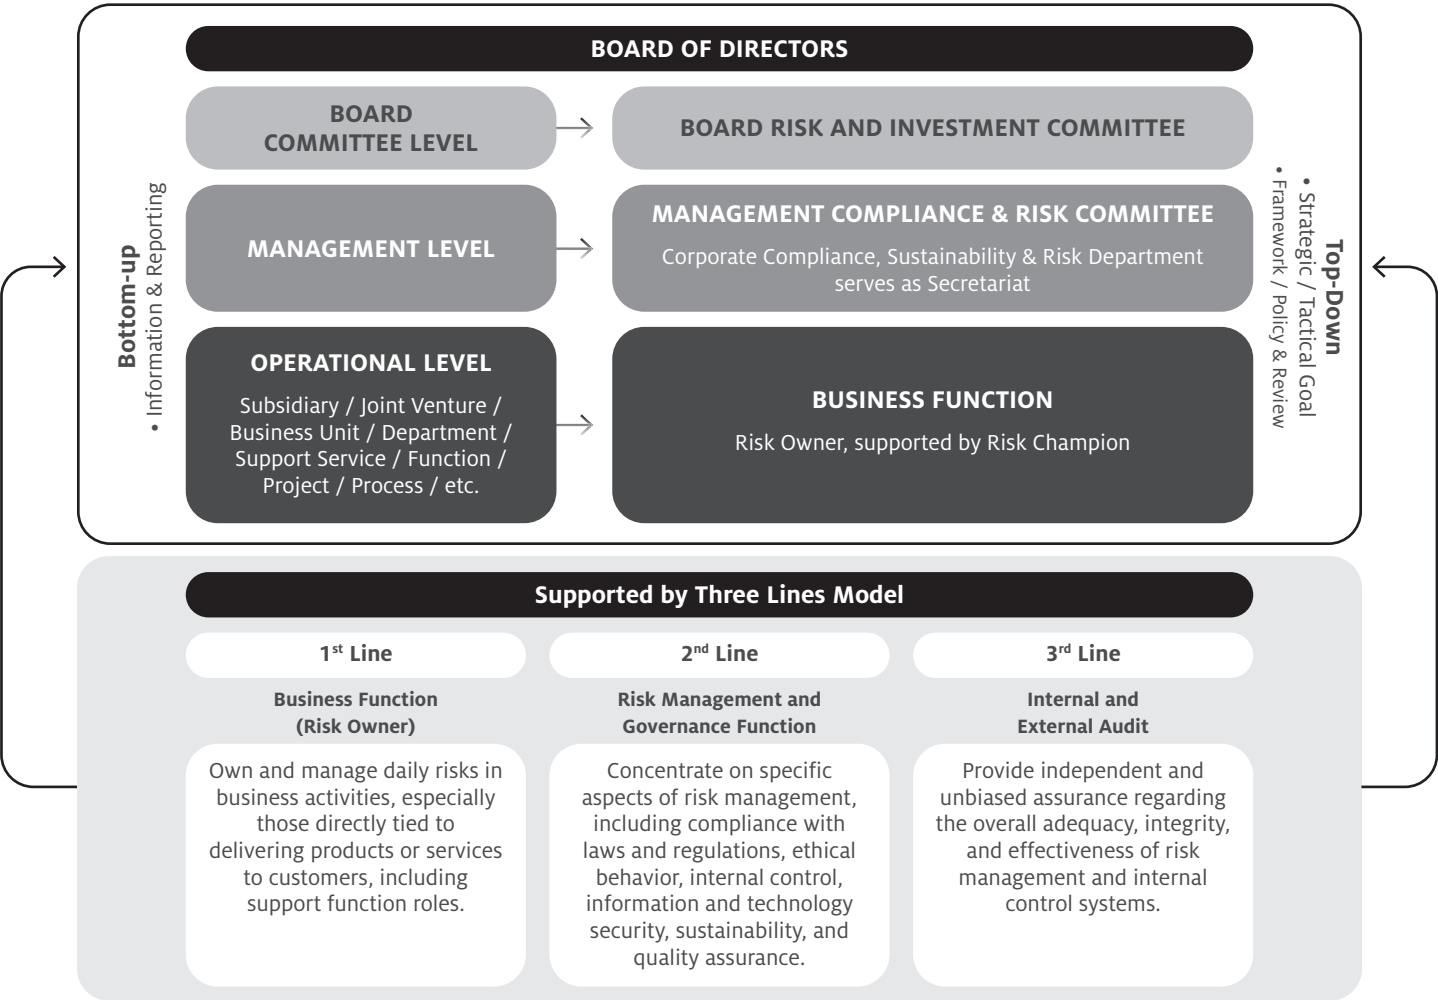 BOARD OF DIRECTORS
BOARD
COMMITTEE LEVEL
BOARD RISK AND INVESTMENT COMMITTEE
MANAGEMENT LEVEL
MANAGEMENT COMPLIANCE & RISK COMMITTEE
Corporate Compliance, Sustainability & Risk Department
serves as Secretariat
OPERATIONAL LEVEL
Subsidiary / Joint Venture /
Business Unit / Department /
Support Service / Function /
Project / Process / etc.
BUSINESS FUNCTION
Risk Owner, supported by Risk Champion
Bottom-up
• Information & Reporting
Top-Down
• Strategic / Tactical Goal
• Framework / Policy & Review
Supported by Three Lines Model
1st Line
Business Function
(Risk Owner)
Own and manage daily risks in
business activities, especially
those directly tied to
delivering products or services
to customers, including
support function roles.
2nd Line
Risk Management and
Governance Function
Concentrate on specific
aspects of risk management,
including compliance with
laws and regulations, ethical
behavior, internal control,
information and technology
security, sustainability, and
quality assurance.
3rd Line
Internal and
External Audit
Provide independent and
unbiased assurance regarding
the overall adequacy, integrity,
and effectiveness of risk
management and internal
control systems.